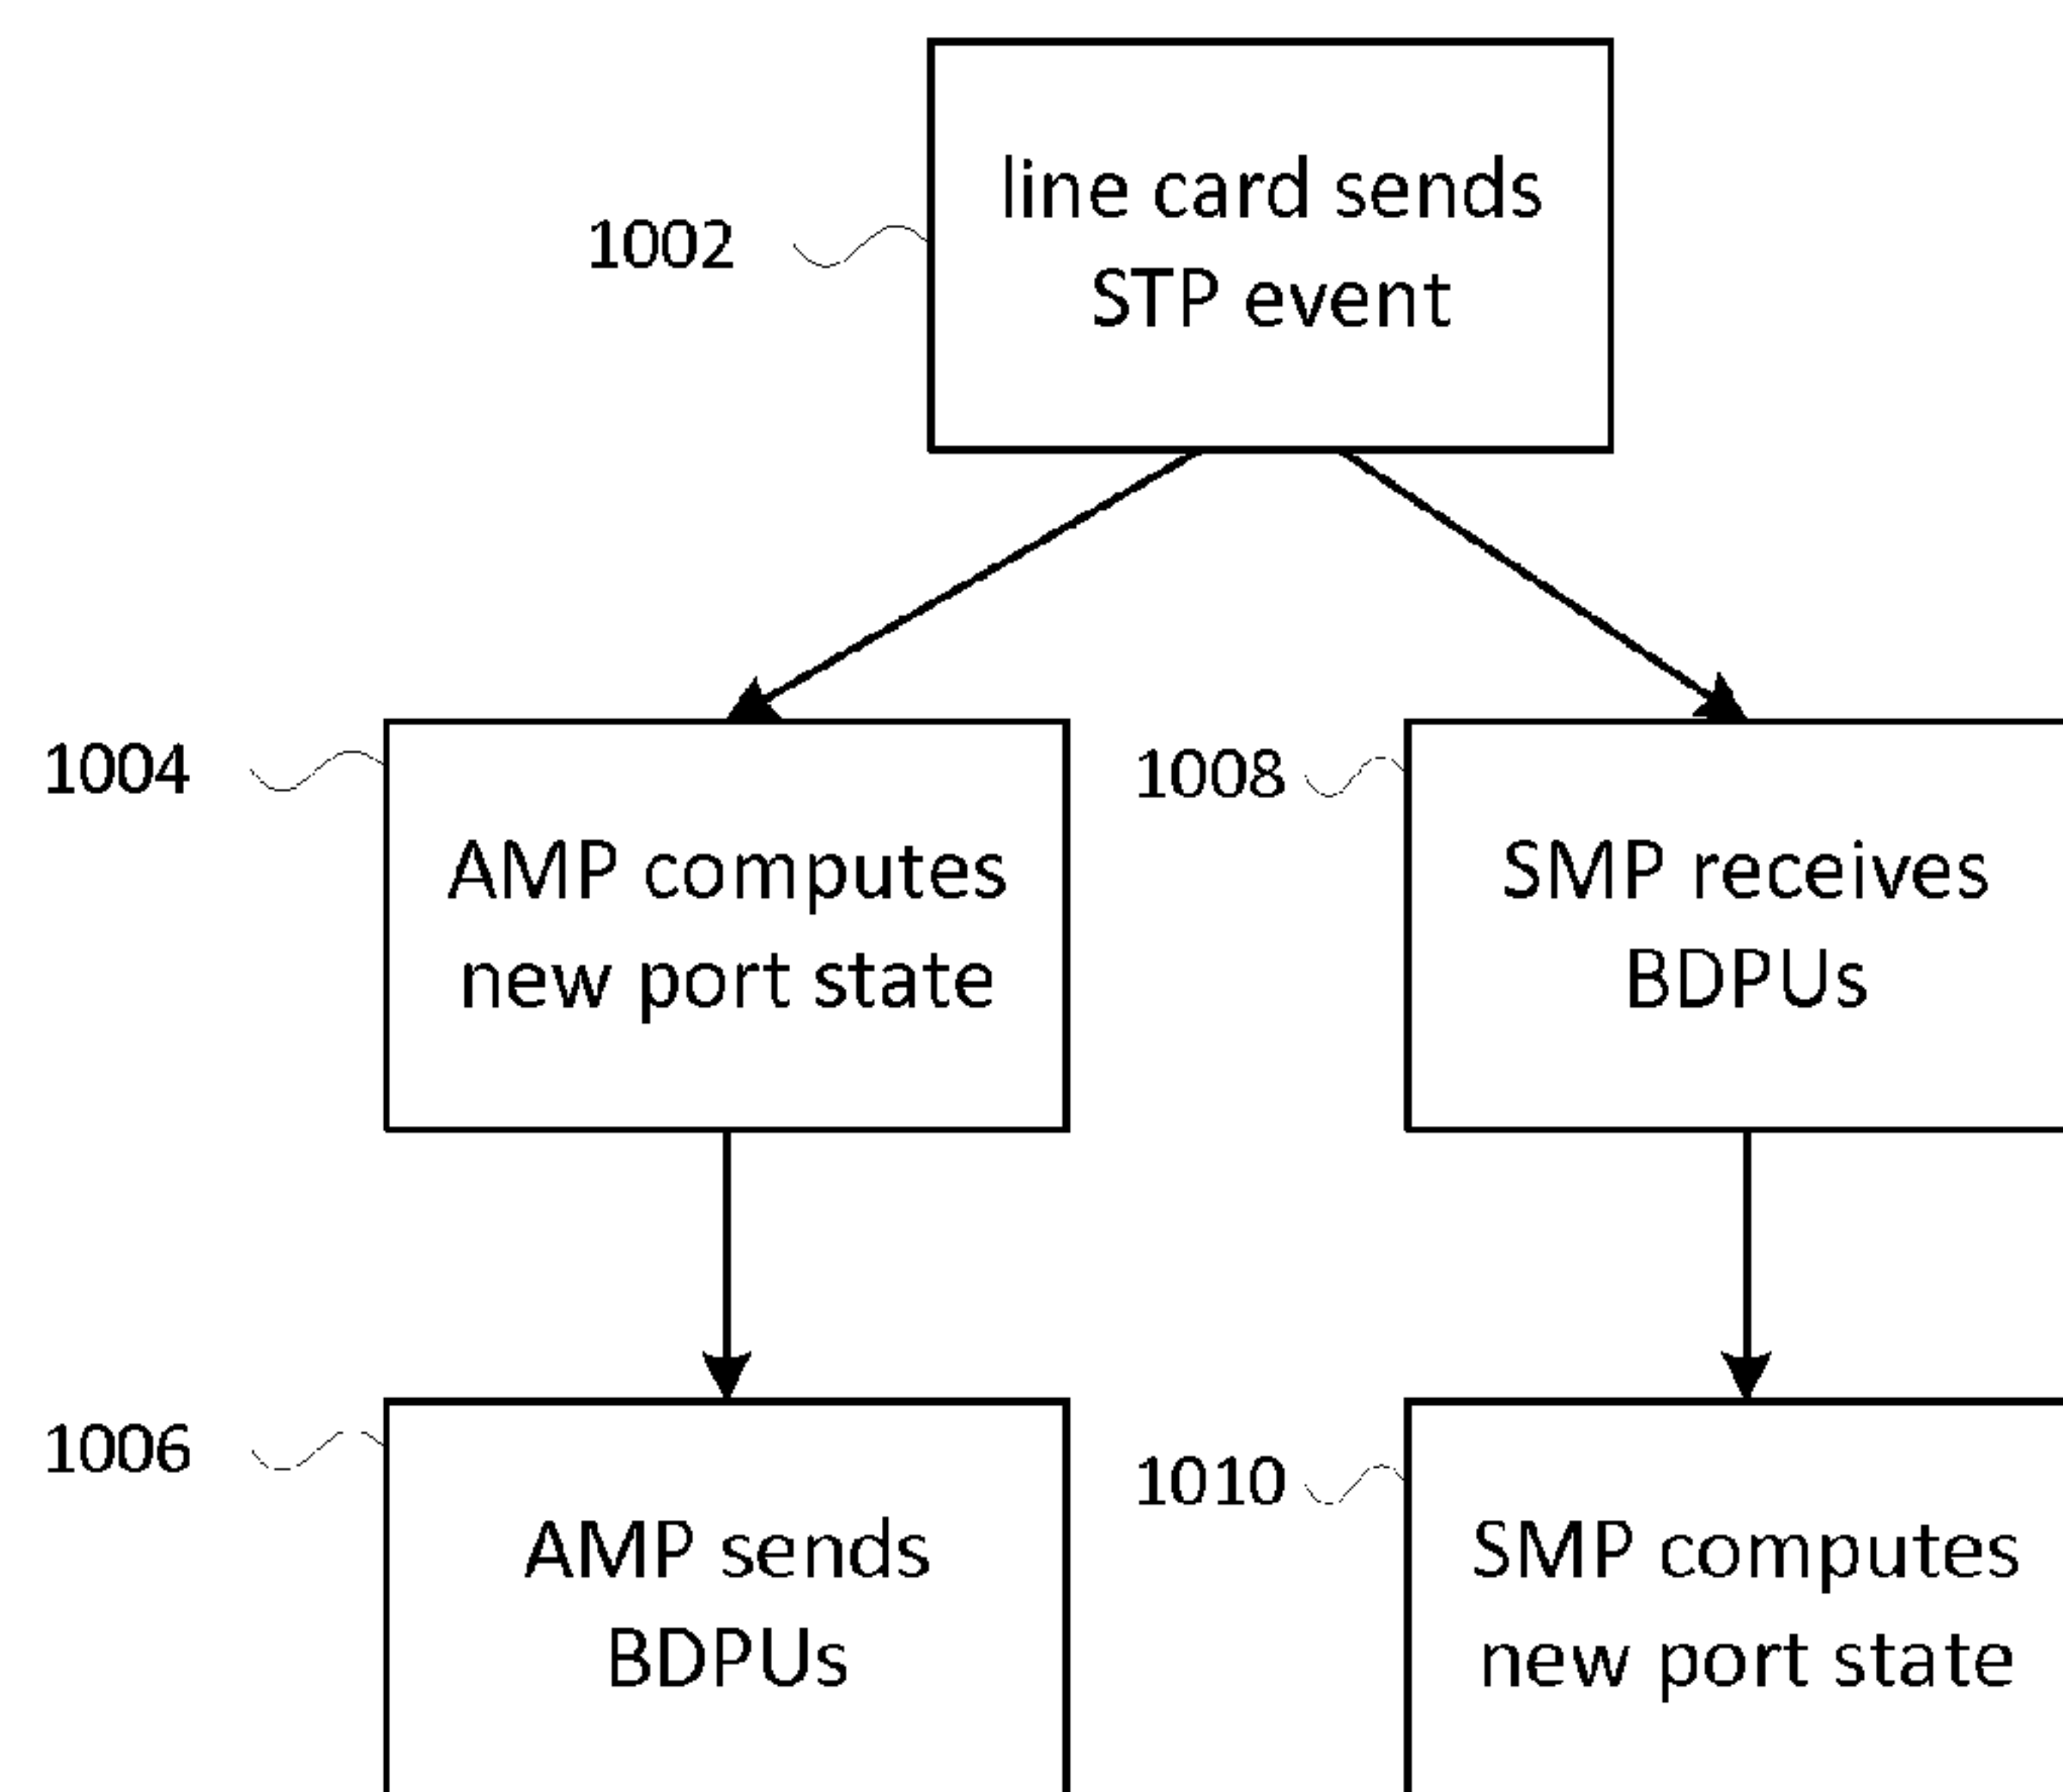 1002
line card sends
STP event
1004
AMP computes
new port state
1008
SMP receives
BDPUs
1006
AMP sends
BDPUs
1010
SMP computes
new port state